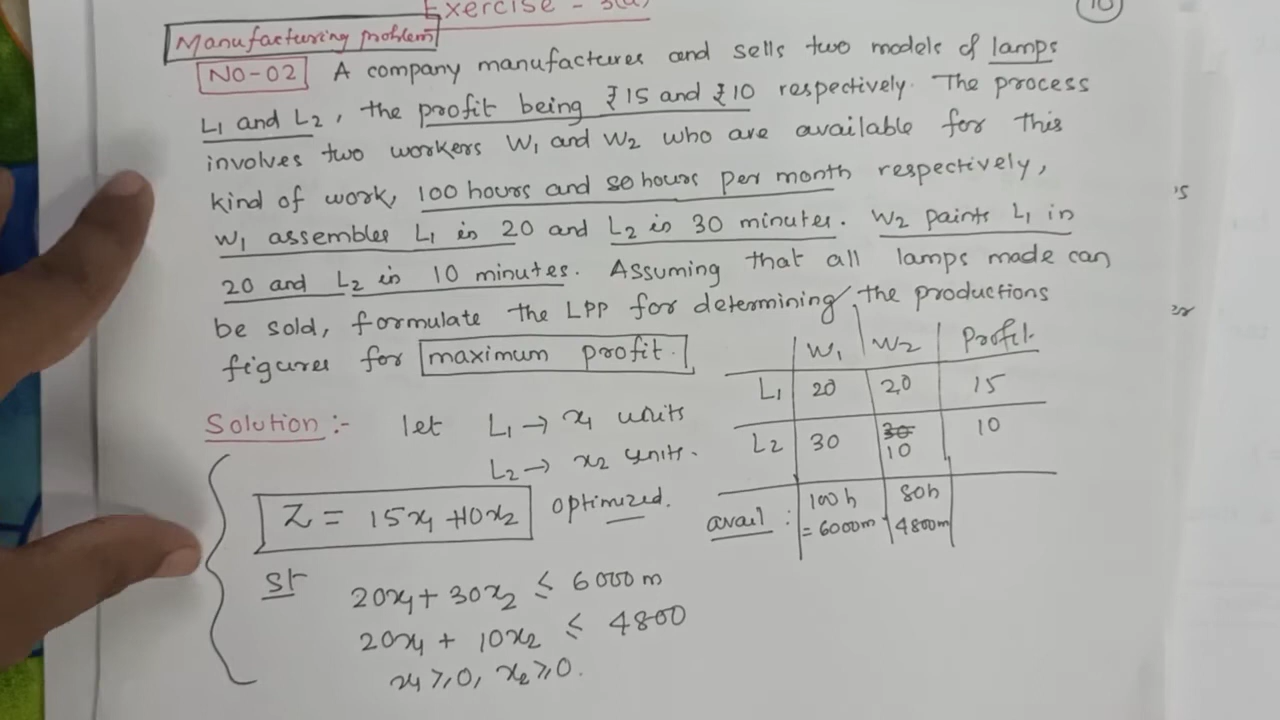 Exercise - 3(a)
10
Manufacturing problem
NO-02 A company manufactures and sells two models of lamps
L1 and L2, the profit being ₹15 and ₹10 respectively. The process
involves two workers W1 and W2 who are available for this
kind of work, 100 hours and 80 hours per month respectively,
W1 assembles L1 in 20 and L2 in 30 minutes. W2 paints L1 in
20 and L2 in 10 minutes. Assuming that all lamps made can
be sold, formulate the LPP for determining the productions
figures for maximum profit.
W1 W2 Profit
L1 20 20 15
L2 30 30 10
10
avail : 100h 80h
= 6000m 4800m
Solution :- let L1 → x1 units
L2 → x2 units.
Z = 15x1 +10x2 optimized.
St
20x1 + 30x2 ≤ 6000 m
20x1 + 10x2 ≤ 4800
x1 ≥ 0, x2 ≥ 0.